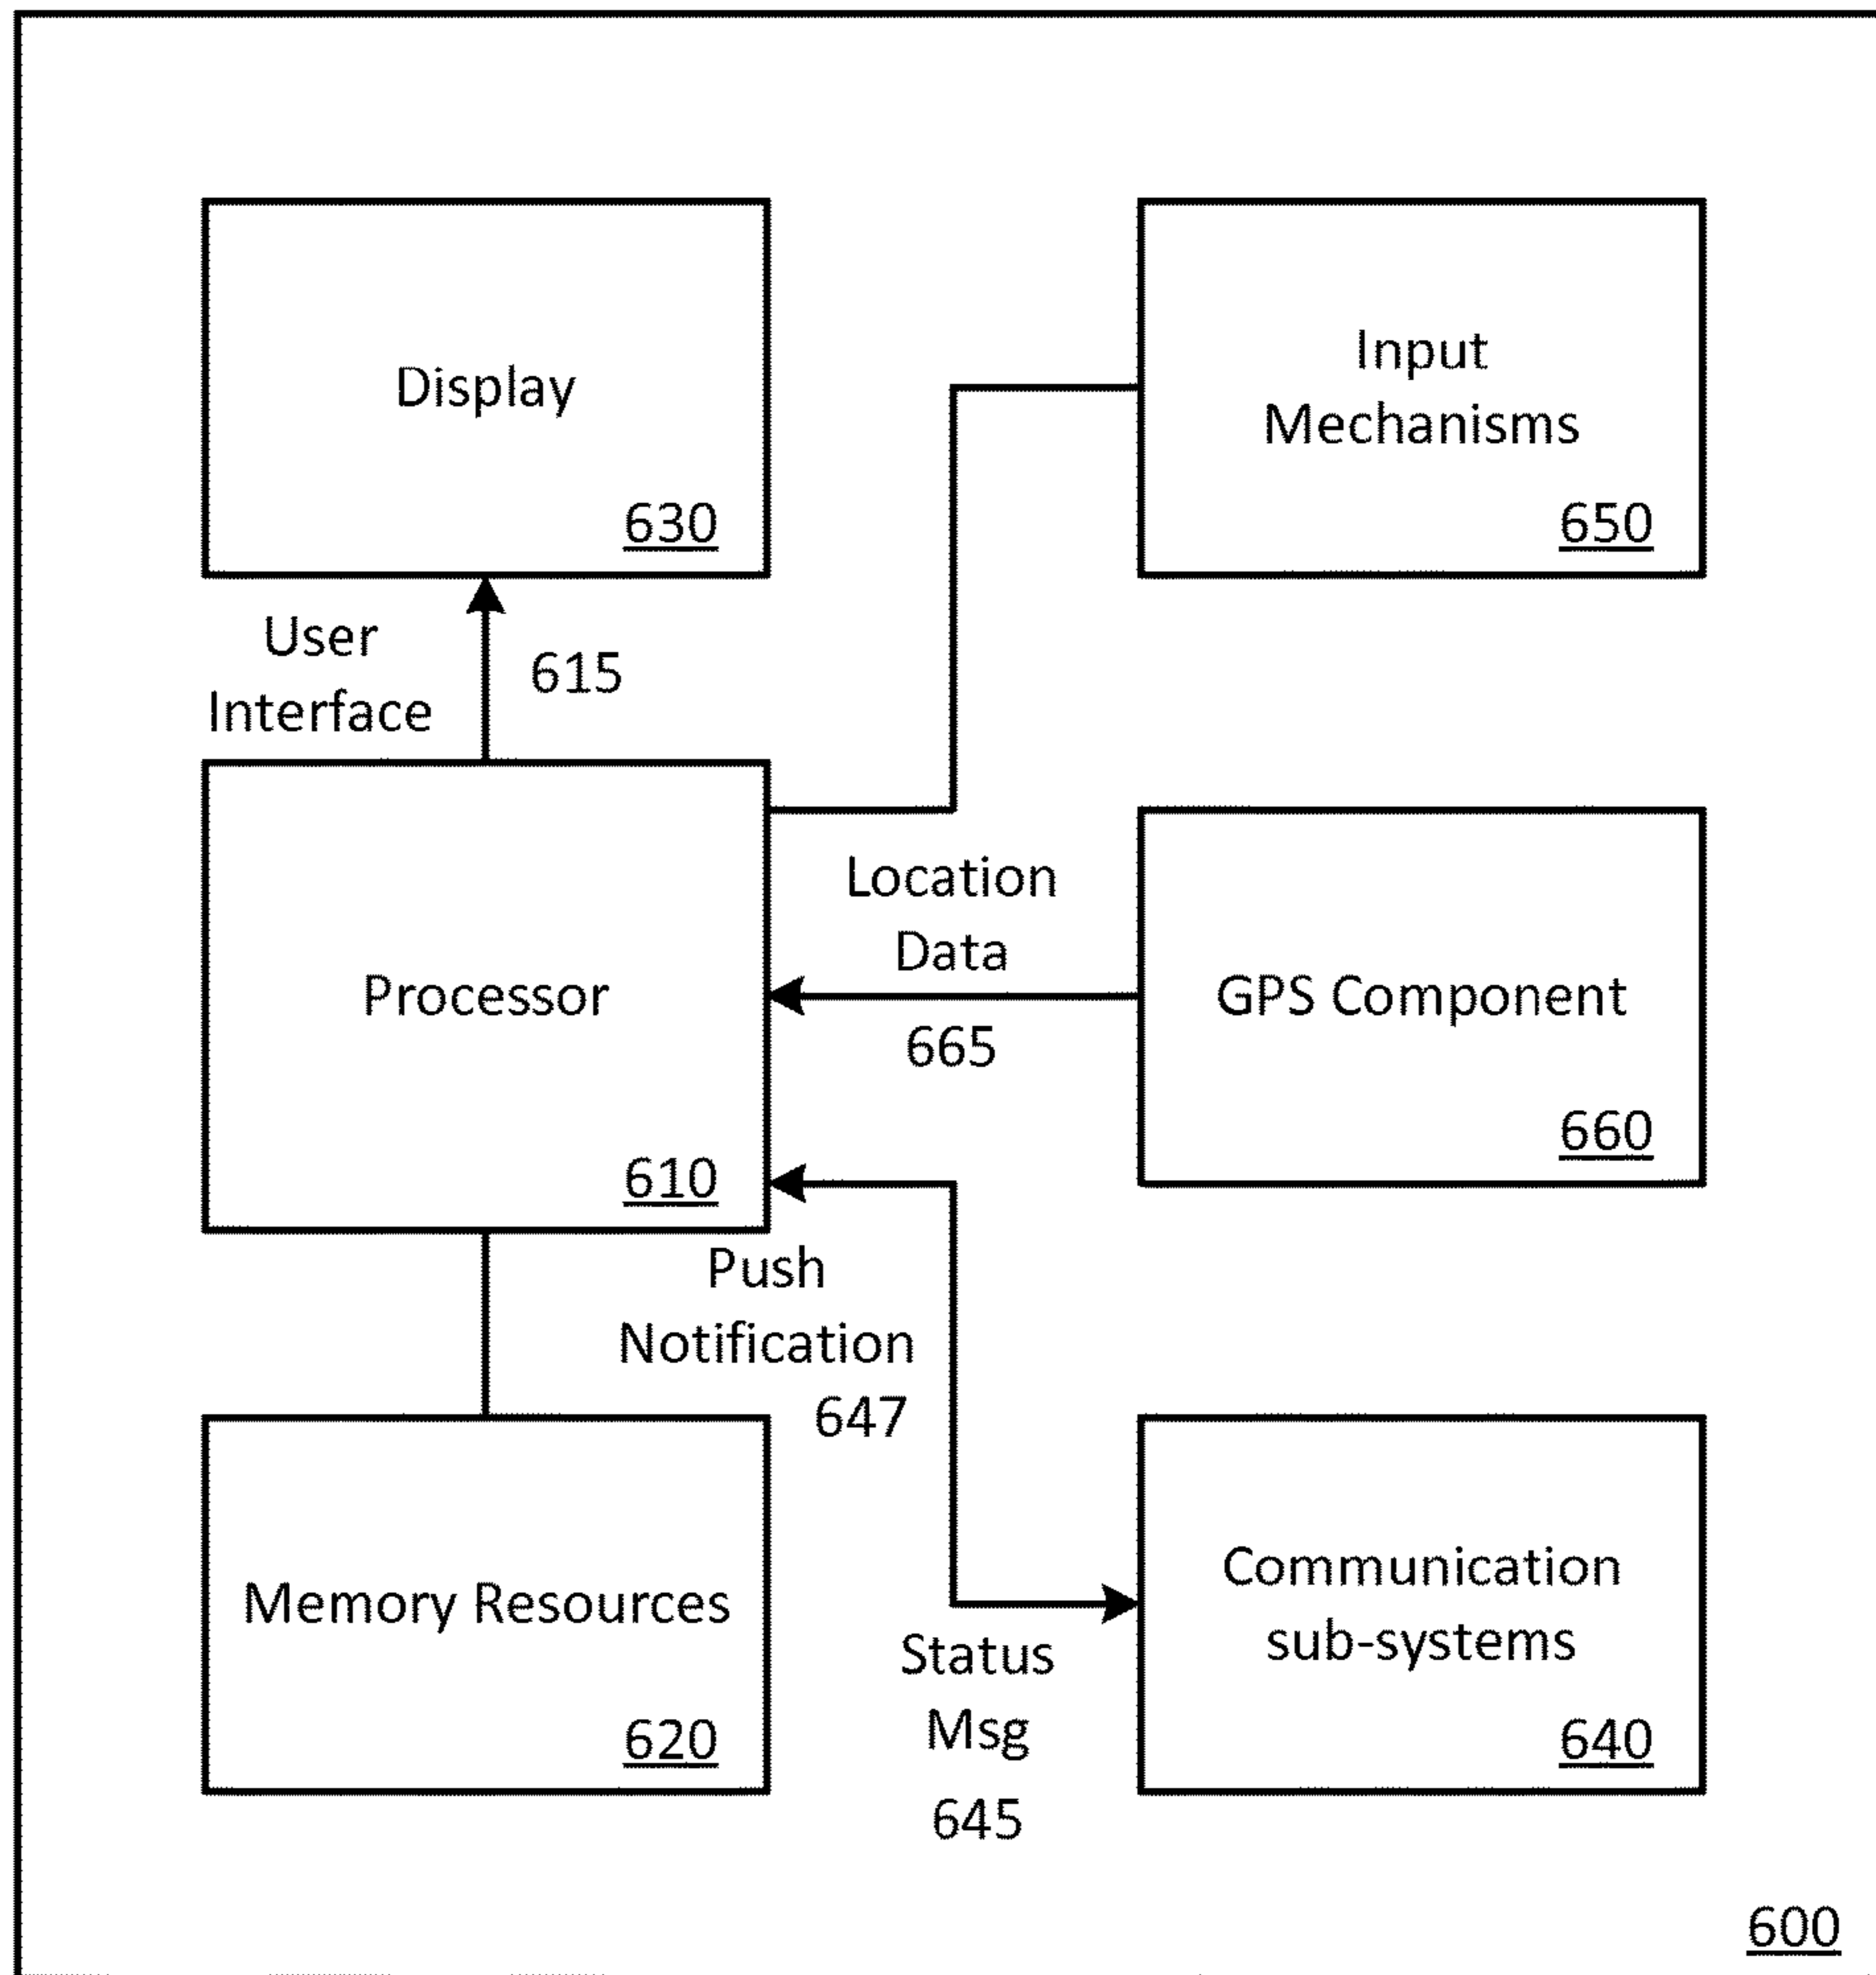 Display
630
Input
Mechanisms
650
User
Interface
615
Processor
610
Location
Data
665
GPS Component
660
Push
Notification
647
Memory Resources
620
Status
Msg
645
Communication
sub-systems
640
600